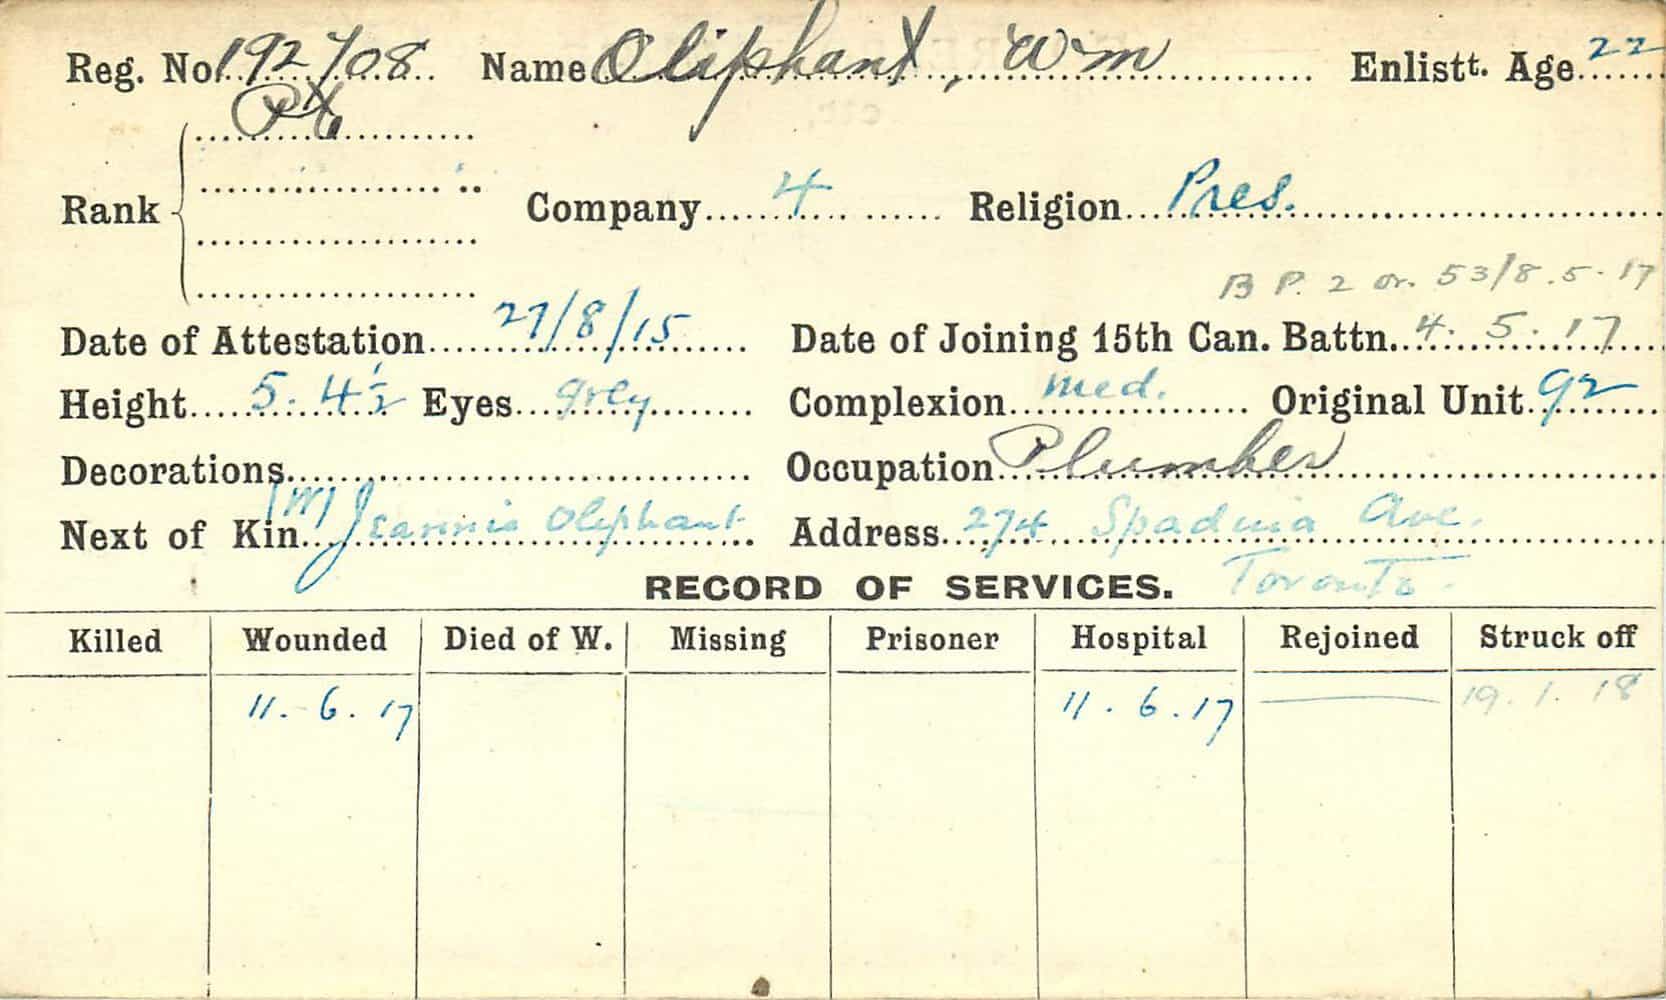 Reg. No. 192708 Name Oliphant, Wm Enlistt. Age 22
Rank Pte
Company 4 Religion Pres.
B P. 2 Or. 53/8.5.17
Date of Attestation 27/8/15 Date of Joining 15th Can. Battn. 4.5.17
Height 5.4½ Eyes grey Complexion med. Original Unit 92
Decorations Occupation Plumber
Next of Kin (W) Jeannie Oliphant Address 274 Spadina Ave.
Toronto.
RECORD OF SERVICES.
Killed Wounded Died of W. Missing Prisoner Hospital Rejoined Struck off
11.6.17 11.6.17 — 19.1.18